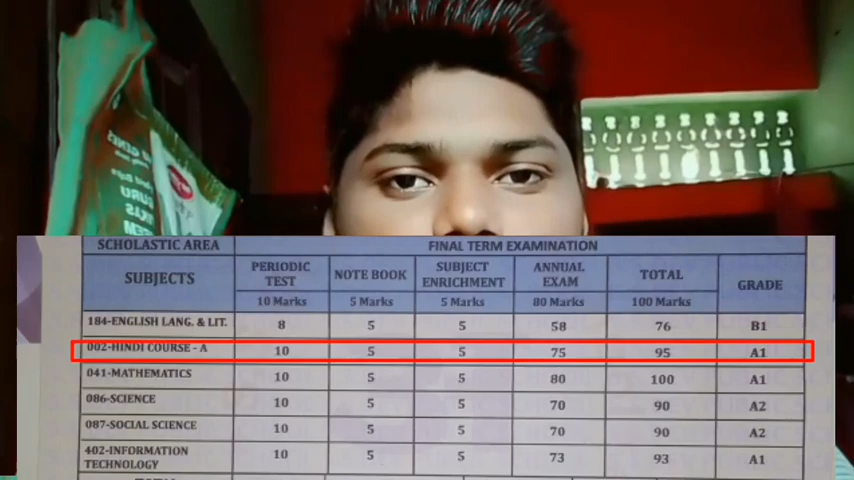 SCHOLASTIC AREA FINAL TERM EXAMINATION
SUBJECTS PERIODIC TEST NOTE BOOK SUBJECT ENRICHMENT ANNUAL EXAM TOTAL GRADE
10 Marks 5 Marks 5 Marks 80 Marks 100 Marks
184-ENGLISH LANG. & LIT. 8 5 5 58 76 B1
002-HINDI COURSE - A 10 5 5 75 95 A1
041-MATHEMATICS 10 5 5 80 100 A1
086-SCIENCE 10 5 5 70 90 A2
087-SOCIAL SCIENCE 10 5 5 70 90 A2
402-INFORMATION TECHNOLOGY 10 5 5 73 93 A1